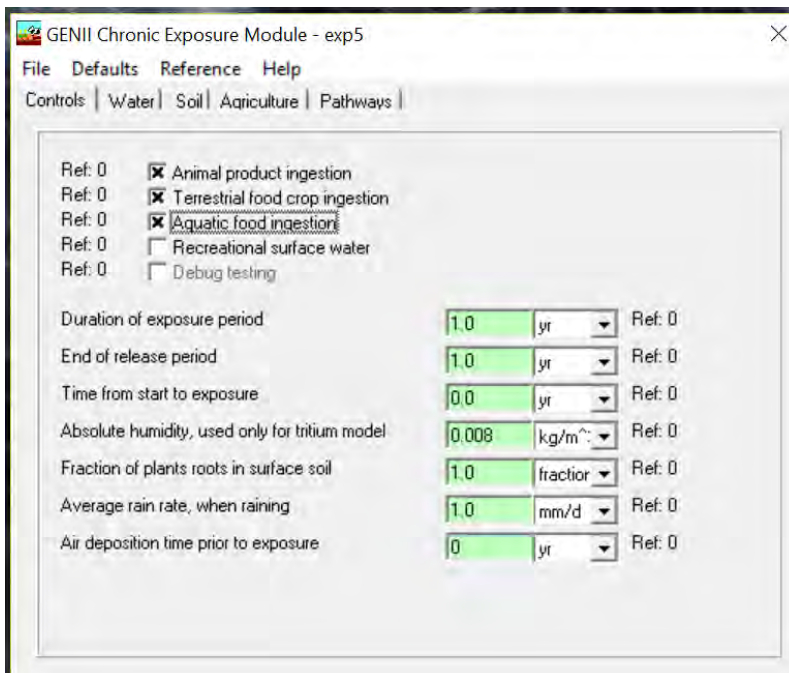 GENII Chronic Exposure Module - exp5
File Defaults Reference Help
Controls Water Soil Agriculture Pathways
Ref: 0 Animal product ingestion
Ref: 0 Terrestrial food crop ingestion
Ref: 0 Aquatic food ingestion
Ref: 0 Recreational surface water
Ref: 0 Debug testing
Duration of exposure period 1.0 yr Ref: 0
End of release period 1.0 yr Ref: 0
Time from start to exposure 0.0 yr Ref: 0
Absolute humidity, used only for tritium model 0.008 kg/m^: Ref: 0
Fraction of plants roots in surface soil 1.0 fraction Ref: 0
Average rain rate, when raining 1.0 mm/d Ref: 0
Air deposition time prior to exposure 0 yr Ref: 0